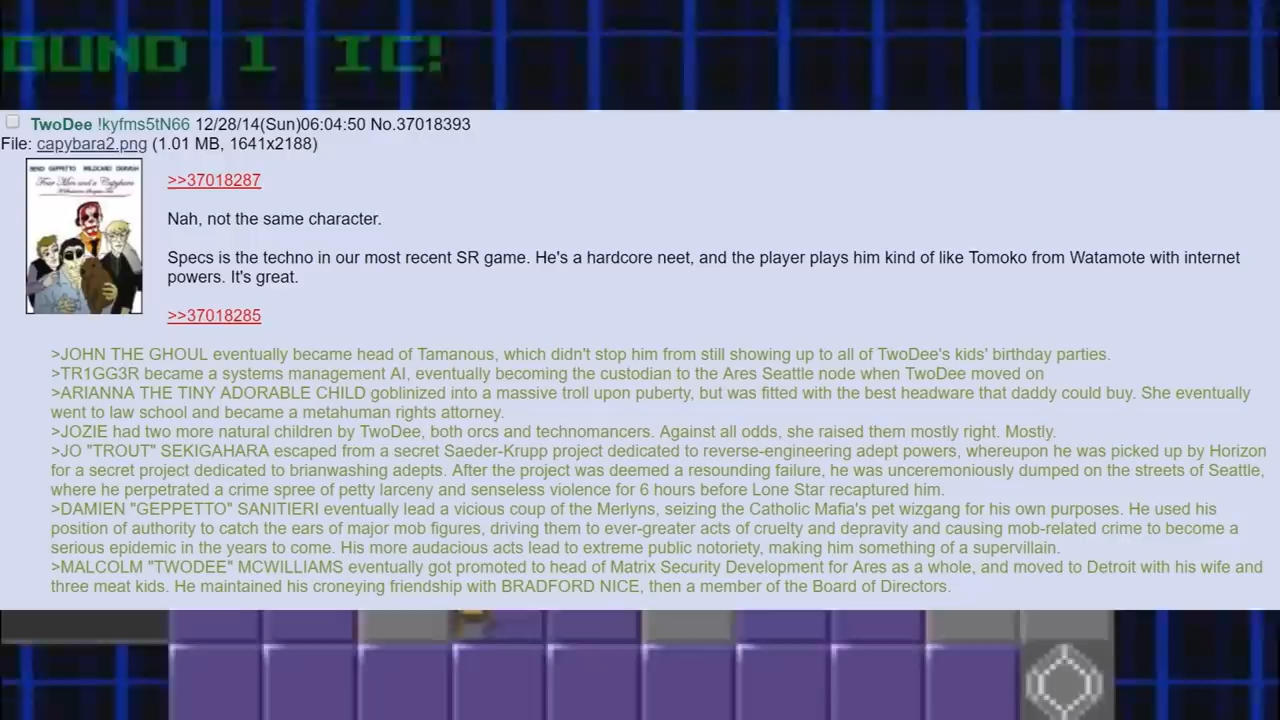 OUND 1 IC!
TwoDee !kyfms5tN66 12/28/14(Sun)06:04:50 No.37018393
File: capybara2.png (1.01 MB, 1641x2188)
GEPPETTO WILDCARD
Four Men and a Capybara
>>37018287
Nah, not the same character.
Specs is the techno in our most recent SR game. He's a hardcore neet, and the player plays him kind of like Tomoko from Watamote with internet
powers. It's great.
>>37018285
>JOHN THE GHOUL eventually became head of Tamanous, which didn't stop him from still showing up to all of TwoDee's kids' birthday parties.
>TR1GG3R became a systems management AI, eventually becoming the custodian to the Ares Seattle node when TwoDee moved on
>ARIANNA THE TINY ADORABLE CHILD goblinized into a massive troll upon puberty, but was fitted with the best headware that daddy could buy. She eventually
went to law school and became a metahuman rights attorney.
>JOZIE had two more natural children by TwoDee, both orcs and technomancers. Against all odds, she raised them mostly right. Mostly.
>JO "TROUT" SEKIGAHARA escaped from a secret Saeder-Krupp project dedicated to reverse-engineering adept powers, whereupon he was picked up by Horizon
for a secret project dedicated to brianwashing adepts. After the project was deemed a resounding failure, he was unceremoniously dumped on the streets of Seattle,
where he perpetrated a crime spree of petty larceny and senseless violence for 6 hours before Lone Star recaptured him.
>DAMIEN "GEPPETTO" SANITIERI eventually lead a vicious coup of the Merlyns, seizing the Catholic Mafia's pet wizgang for his own purposes. He used his
position of authority to catch the ears of major mob figures, driving them to ever-greater acts of cruelty and depravity and causing mob-related crime to become a
serious epidemic in the years to come. His more audacious acts lead to extreme public notoriety, making him something of a supervillain.
>MALCOLM "TWODEE" MCWILLIAMS eventually got promoted to head of Matrix Security Development for Ares as a whole, and moved to Detroit with his wife and
three meat kids. He maintained his croneying friendship with BRADFORD NICE, then a member of the Board of Directors.